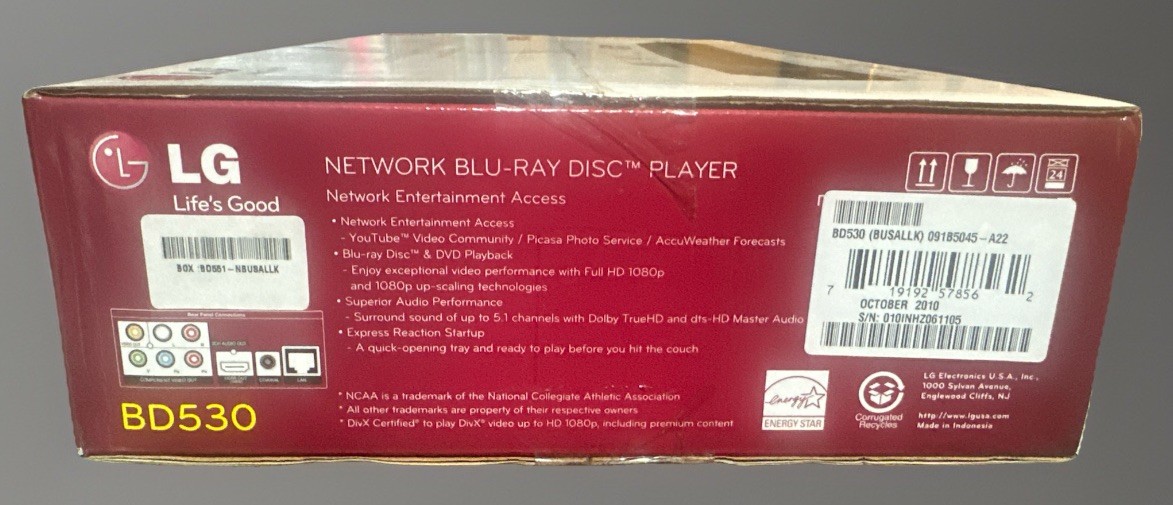 LG
Life's Good
BOX :BD551-NBUSALLK
Rear Panel Connections
BD530
NETWORK BLU-RAY DISC™ PLAYER
Network Entertainment Access
• Network Entertainment Access
- YouTube™ Video Community / Picasa Photo Service / AccuWeather Forecasts
• Blu-ray Disc™ & DVD Playback
- Enjoy exceptional video performance with Full HD 1080p
and 1080p up-scaling technologies
• Superior Audio Performance
- Surround sound of up to 5.1 channels with Dolby TrueHD and dts-HD Master Audio
• Express Reaction Startup
- A quick-opening tray and ready to play before you hit the couch
* NCAA is a trademark of the National Collegiate Athletic Association
* All other trademarks are property of their respective owners
* DivX Certified® to play DivX® video up to HD 1080p, including premium content
24
BD530 (BUSALLK) 09185045-A22
7 19192 57856 2
OCTOBER 2010
S/N: 010INHZ061105
energy
ENERGY STAR
Corrugated
Recycles
LG Electronics U.S.A., Inc.,
1000 Sylvan Avenue,
Englewood Cliffs, NJ
http://www.lgusa.com
Made in Indonesia